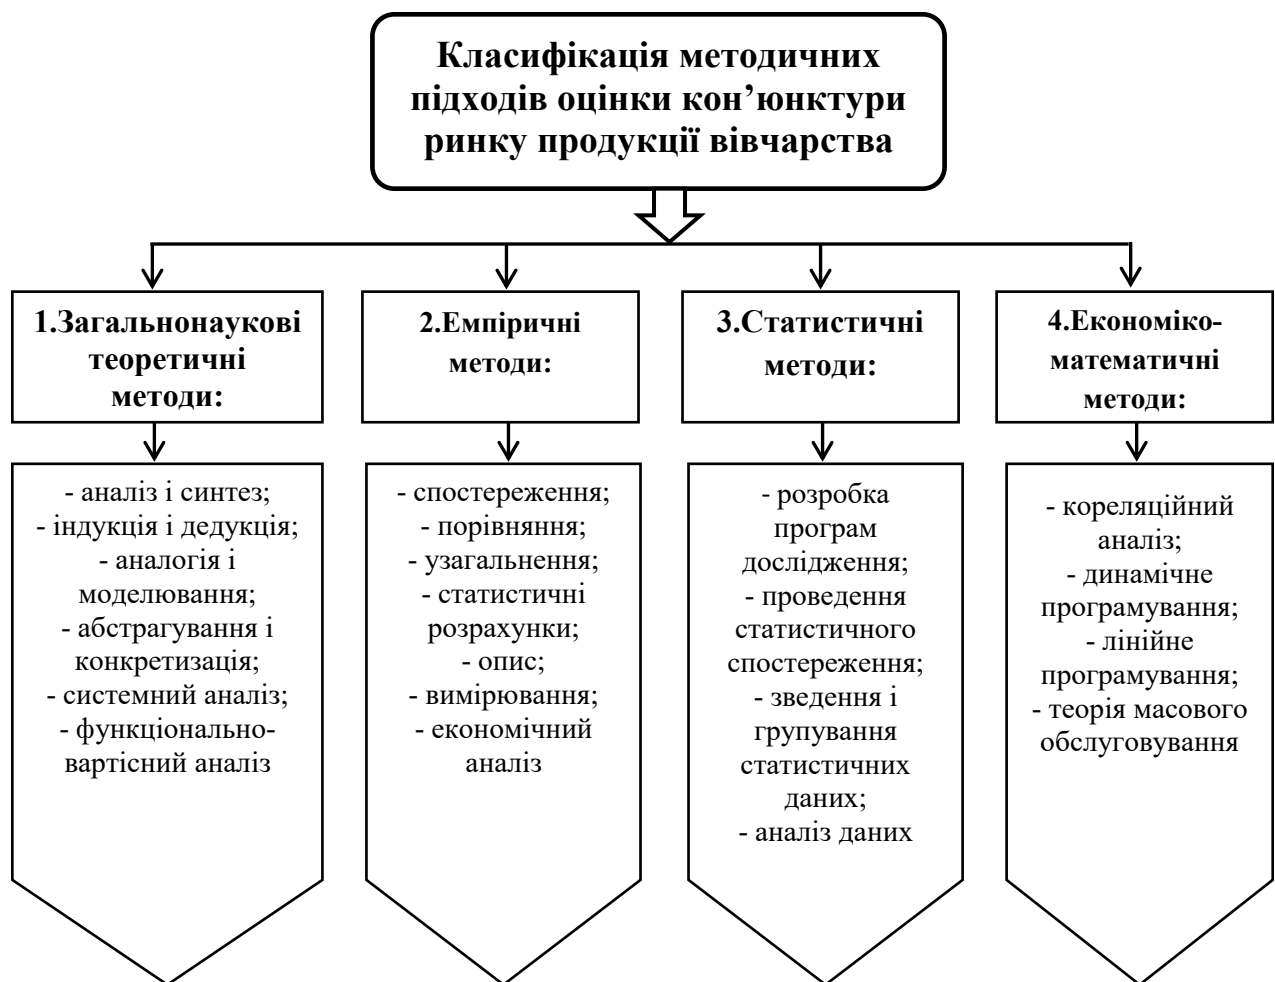 Класифікація методичних
підходів оцінки кон’юнктури
ринку продукції вівчарства
1.Загальнонаукові
теоретичні
методи:
2.Емпіричні
методи:
3.Статистичні
методи:
4.Економіко-
математичні
методи:
- аналіз і синтез;
- індукція і дедукція;
- аналогія і
моделювання;
- абстрагування і
конкретизація;
- системний аналіз;
- функціонально-
вартісний аналіз
- спостереження;
- порівняння;
- узагальнення;
- статистичні
розрахунки;
- опис;
- вимірювання;
- економічний
аналіз
- розробка
програм
дослідження;
- проведення
статистичного
спостереження;
- зведення і
групування
статистичних
даних;
- аналіз даних
- кореляційний
аналіз;
- динамічне
програмування;
- лінійне
програмування;
- теорія масового
обслуговування